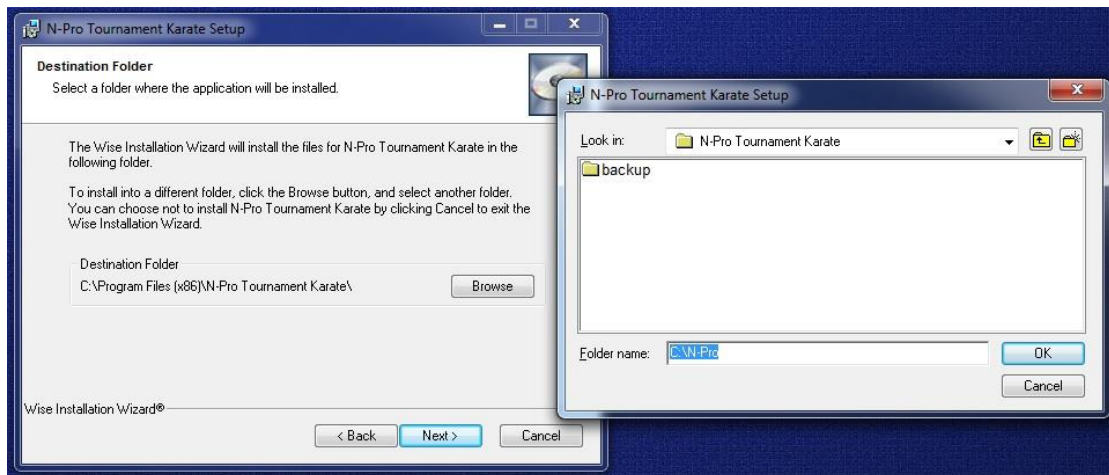 N-Pro Tournament Karate Setup
Destination Folder
Select a folder where the application will be installed.
The Wise Installation Wizard will install the files for N-Pro Tournament Karate in the
following folder.
To install into a different folder, click the Browse button, and select another folder.
You can choose not to install N-Pro Tournament Karate by clicking Cancel to exit the
Wise Installation Wizard.
Destination Folder
C:\Program Files (x86)\N-Pro Tournament Karate\
Browse
Wise Installation Wizard®
< Back
Next >
Cancel
N-Pro Tournament Karate Setup
Look in:
N-Pro Tournament Karate
backup
Folder name:
C:\N-Pro
OK
Cancel